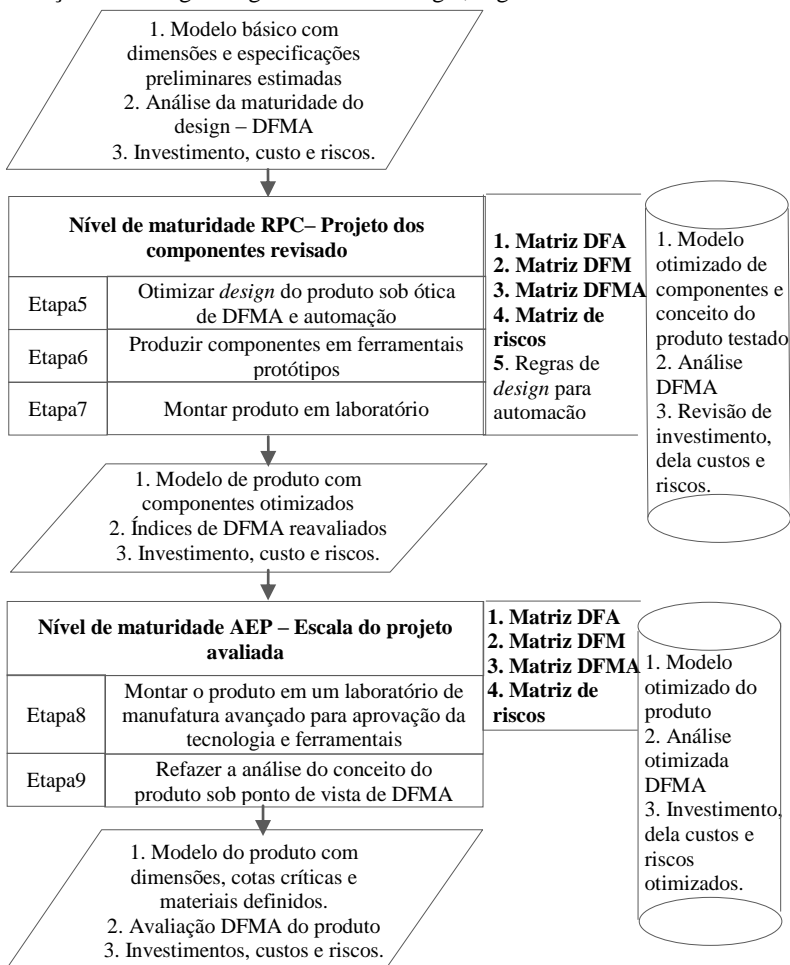 1. Modelo básico com
dimensões e especificações
preliminares estimadas
2. Análise da maturidade do
design – DFMA
3. Investimento, custo e riscos.
Nível de maturidade RPC– Projeto dos
componentes revisado
Etapa5
Otimizar design do produto sob ótica
de DFMA e automação
Etapa6
Produzir componentes em ferramentais
protótipos
Etapa7
Montar produto em laboratório
1. Matriz DFA
2. Matriz DFM
3. Matriz DFMA
4. Matriz de
riscos
5. Regras de
design para
automacão
1. Modelo
otimizado de
componentes e
conceito do
produto testado
2. Análise
DFMA
3. Revisão de
investimento,
dela custos e
riscos.
1. Modelo de produto com
componentes otimizados
2. Índices de DFMA reavaliados
3. Investimento, custo e riscos.
Nível de maturidade AEP – Escala do projeto
avaliada
Etapa8
Montar o produto em um laboratório de
manufatura avançado para aprovação da
tecnologia e ferramentais
Etapa9
Refazer a análise do conceito do
produto sob ponto de vista de DFMA
1. Matriz DFA
2. Matriz DFM
3. Matriz DFMA
4. Matriz de
riscos
1. Modelo
otimizado do
produto
2. Análise
otimizada
DFMA
3. Investimento,
dela custos e
riscos
otimizados.
1. Modelo do produto com
dimensões, cotas críticas e
materiais definidos.
2. Avaliação DFMA do produto
3. Investimentos, custos e riscos.